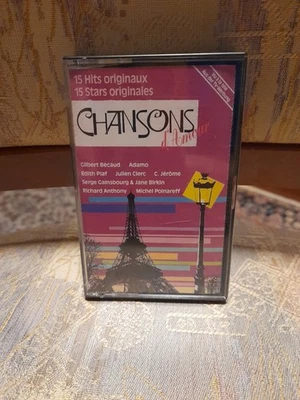 15 Hits originaux
15 Stars originales
CHANSONS
d'Amour
Gilbert Bécaud Adamo
Edith Piaf Julien Clerc C. Jérôme
Serge Gainsbourg & Jane Birkin
Richard Anthony Michel Polnareff